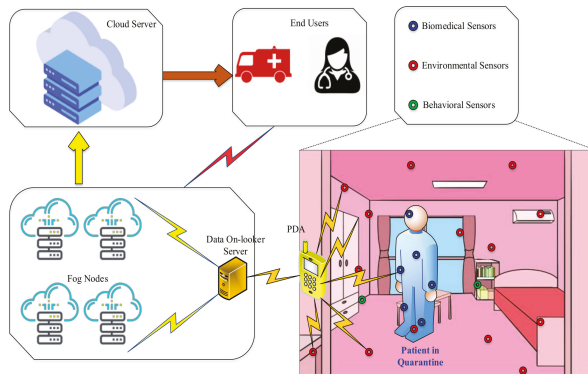 Cloud Server
End Users
Biomedical Sensors
Environmental Sensors
Behavioral Sensors
PDA
Data On-looker
Server
Fog Nodes
Patient in
Quarantine